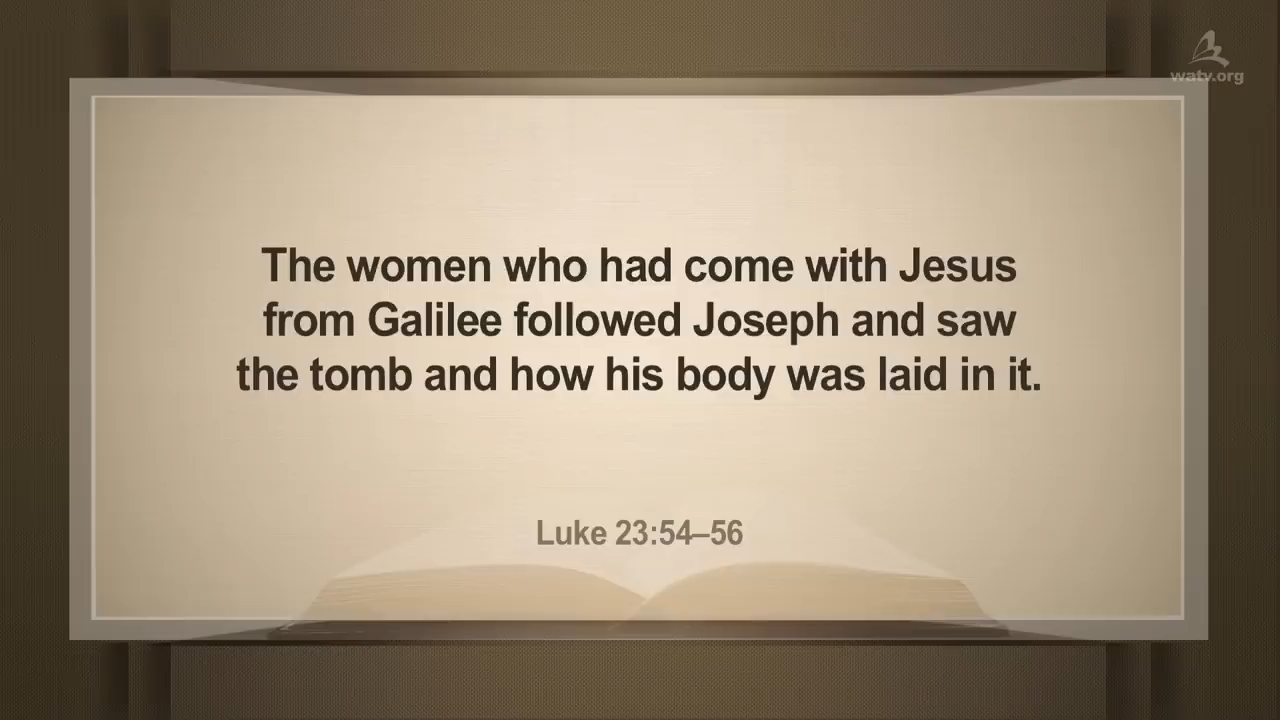 watv.org
The women who had come with Jesus
from Galilee followed Joseph and saw
the tomb and how his body was laid in it.
Luke 23:54–56